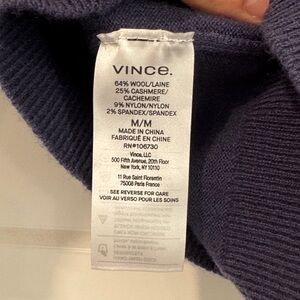 VINCE.
64% WOOL/LAINE
25% CASHMERE/
CACHEMIRE
9% NYLON/NYLON
2% SPANDEX/SPANDEX
M/M
MADE IN CHINA
FABRIQUÉ EN CHINE
RN#106730
Vince, LLC
500 Fifth Avenue, 20th Floor
New York, NY 10110
11 Rue Saint Florentin
75008 Paris France
SEE REVERSE FOR CARE
VOIR AU VERSO POUR LES SOINS